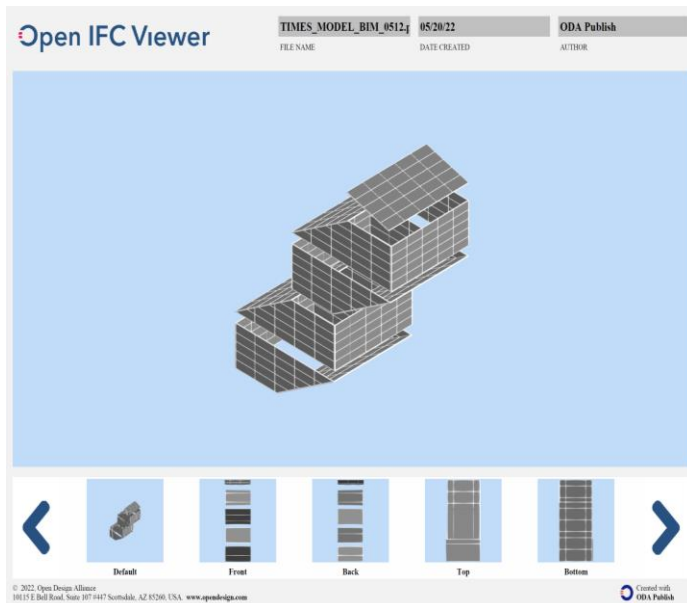 Open IFC Viewer
TIMES_MODEL_BIM_0512.p 05/20/22 ODA Publish
FILE NAME DATE CREATED AUTHOR
Default Front Back Top Bottom
© 2022, Open Design Alliance
10115 E Bell Road, Suite 107 #447 Scottsdale, AZ 85260, USA, www.opendesign.com
Created with
ODA Publish